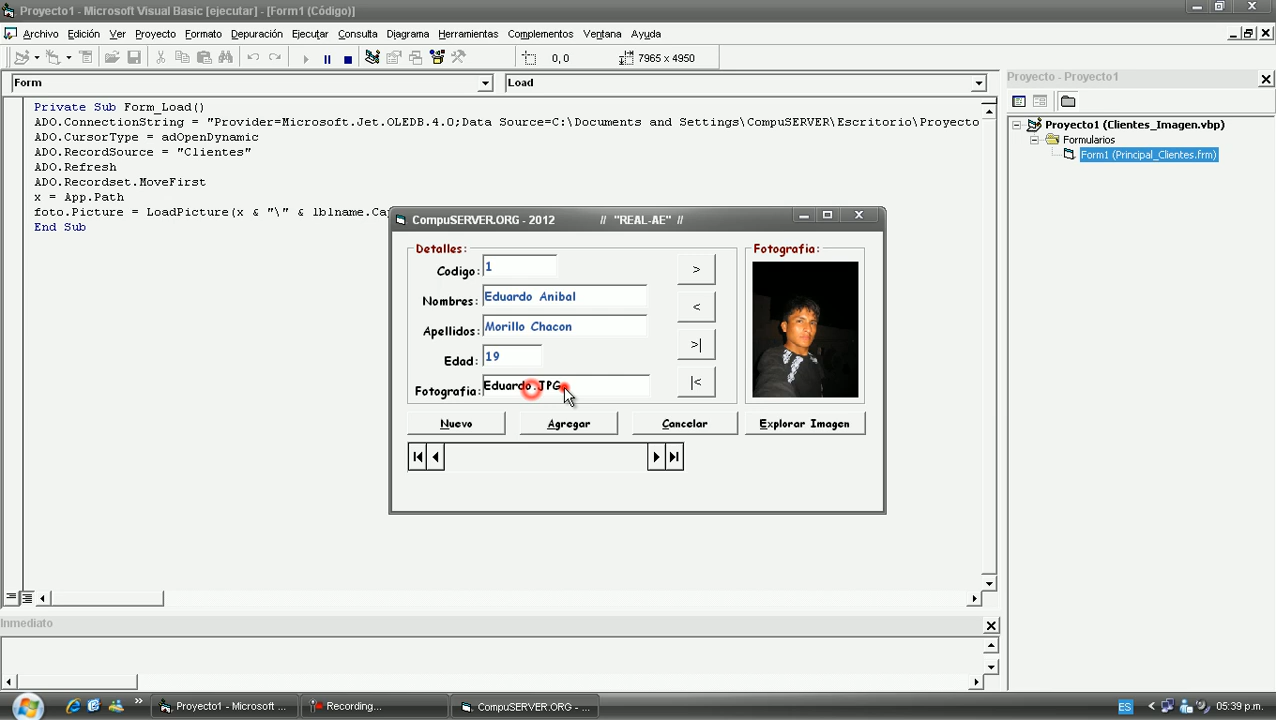 Proyecto1 - Microsoft Visual Basic [ejecutar] - [Form1 (Código)]
Archivo Edición Ver Proyecto Formato Depuración Ejecutar Consulta Diagrama Herramientas Complementos Ventana Ayuda
0, 0 7965 x 4950
Form Load
Private Sub Form_Load()
ADO.ConnectionString = "Provider=Microsoft.Jet.OLEDB.4.0;Data Source=C:\Documents and Settings\CompuSERVER\Escritorio\Proyecto
ADO.CursorType = adOpenDynamic
ADO.RecordSource = "Clientes"
ADO.Refresh
ADO.Recordset.MoveFirst
x = App.Path
foto.Picture = LoadPicture(x & "\" & lblname.Ca
End Sub
Proyecto - Proyecto1
Proyecto1 (Clientes_Imagen.vbp)
Formularios
Form1 (Principal_Clientes.frm)
CompuSERVER.ORG - 2012 // "REAL-AE" //
Detalles:
Codigo: 1
Nombres: Eduardo Anibal
Apellidos: Morillo Chacon
Edad: 19
Fotografia: Eduardo.JPG
>
<
>|
|<
Fotografia:
Nuevo Agregar Cancelar Explorar Imagen
Inmediato
Proyecto1 - Microsoft ... Recording... CompuSERVER.ORG - ... ES 05:39 p.m.